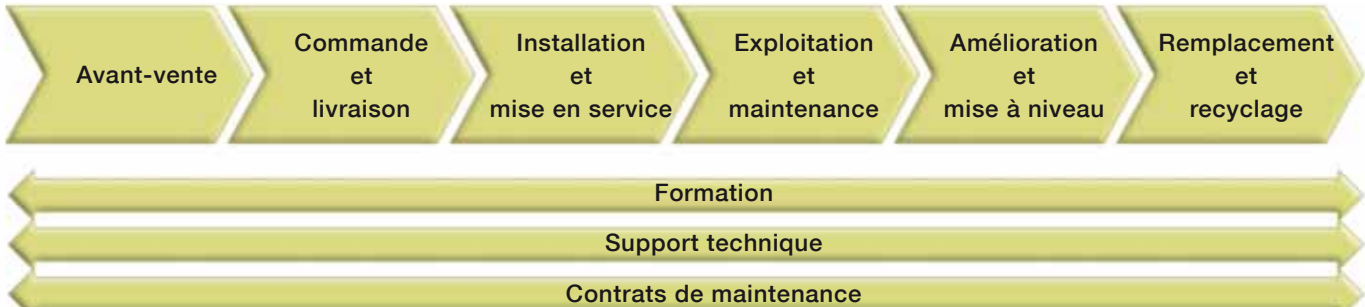 Avant-vente
Commande
et
livraison
Installation
et
mise en service
Exploitation
et
maintenance
Amélioration
et
mise à niveau
Remplacement
et
recyclage
Formation
Support technique
Contrats de maintenance